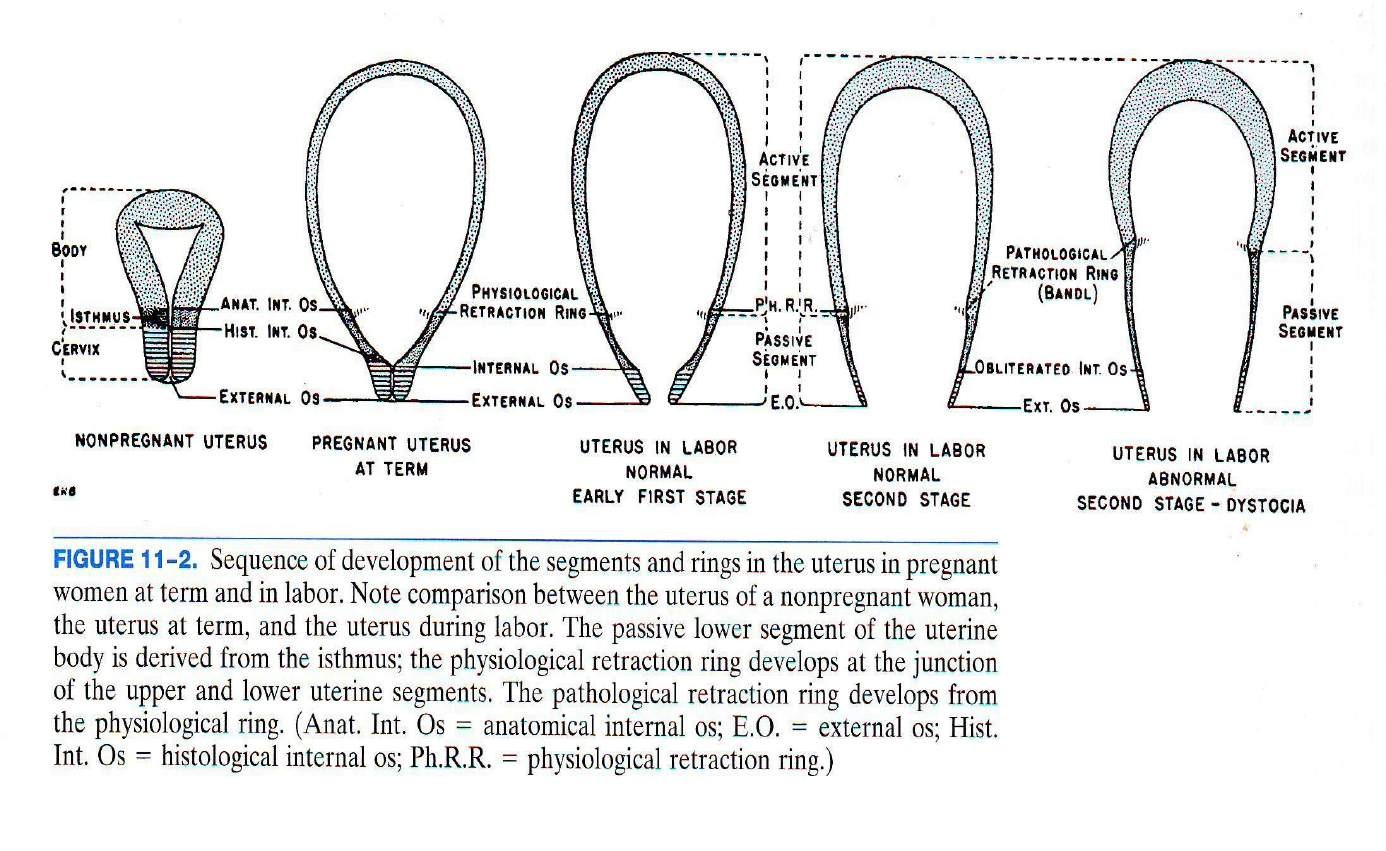 ACTIVE
SEGMENT
ACTIVE
SEGMENT
BODY
ISTHMUS
CERVIX
ANAT. INT. OS
HIST. INT. OS
EXTERNAL OS
PHYSIOLOGICAL
RETRACTION RING
INTERNAL OS
EXTERNAL OS
PH. R. R.
PASSIVE
SEGMENT
E.O.
PATHOLOGICAL
RETRACTION RING
(BANDL)
OBLITERATED INT. OS
EXT. OS
PASSIVE
SEGMENT
NONPREGNANT UTERUS
PREGNANT UTERUS
AT TERM
UTERUS IN LABOR
NORMAL
EARLY FIRST STAGE
UTERUS IN LABOR
NORMAL
SECOND STAGE
UTERUS IN LABOR
ABNORMAL
SECOND STAGE - DYSTOCIA
FIGURE 11-2. Sequence of development of the segments and rings in the uterus in pregnant
women at term and in labor. Note comparison between the uterus of a nonpregnant woman,
the uterus at term, and the uterus during labor. The passive lower segment of the uterine
body is derived from the isthmus; the physiological retraction ring develops at the junction
of the upper and lower uterine segments. The pathological retraction ring develops from
the physiological ring. (Anat. Int. Os = anatomical internal os; E.O. = external os; Hist.
Int. Os = histological internal os; Ph.R.R. = physiological retraction ring.)